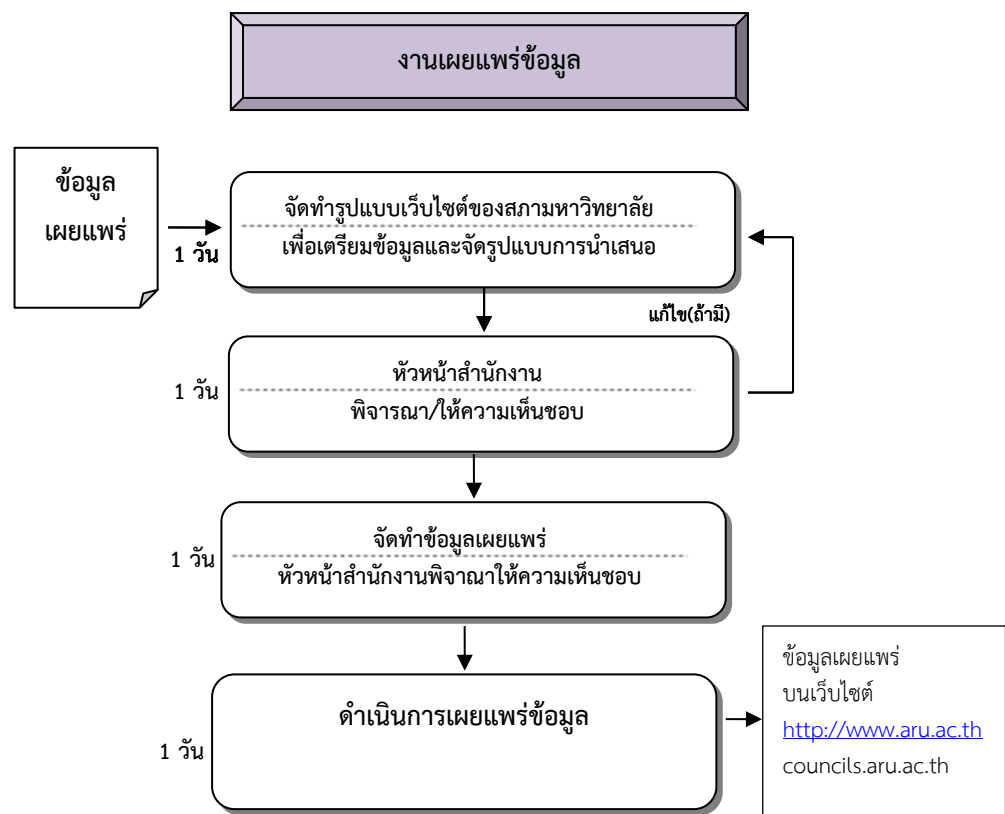 งานเผยแพร่ข้อมูล
ข้อมูล
เผยแพร่
1 วัน
จัดทำรูปแบบเว็บไซต์ของสภามหาวิทยาลัย
เพื่อเตรียมข้อมูลและจัดรูปแบบการนำเสนอ
แก้ไข(ถ้ามี)
1 วัน
หัวหน้าสำนักงาน
พิจารณา/ให้ความเห็นชอบ
1 วัน
จัดทำข้อมูลเผยแพร่
หัวหน้าสำนักงานพิจาณาให้ความเห็นชอบ
1 วัน
ดำเนินการเผยแพร่ข้อมูล
ข้อมูลเผยแพร่
บนเว็บไซต์
http://www.aru.ac.th
councils.aru.ac.th